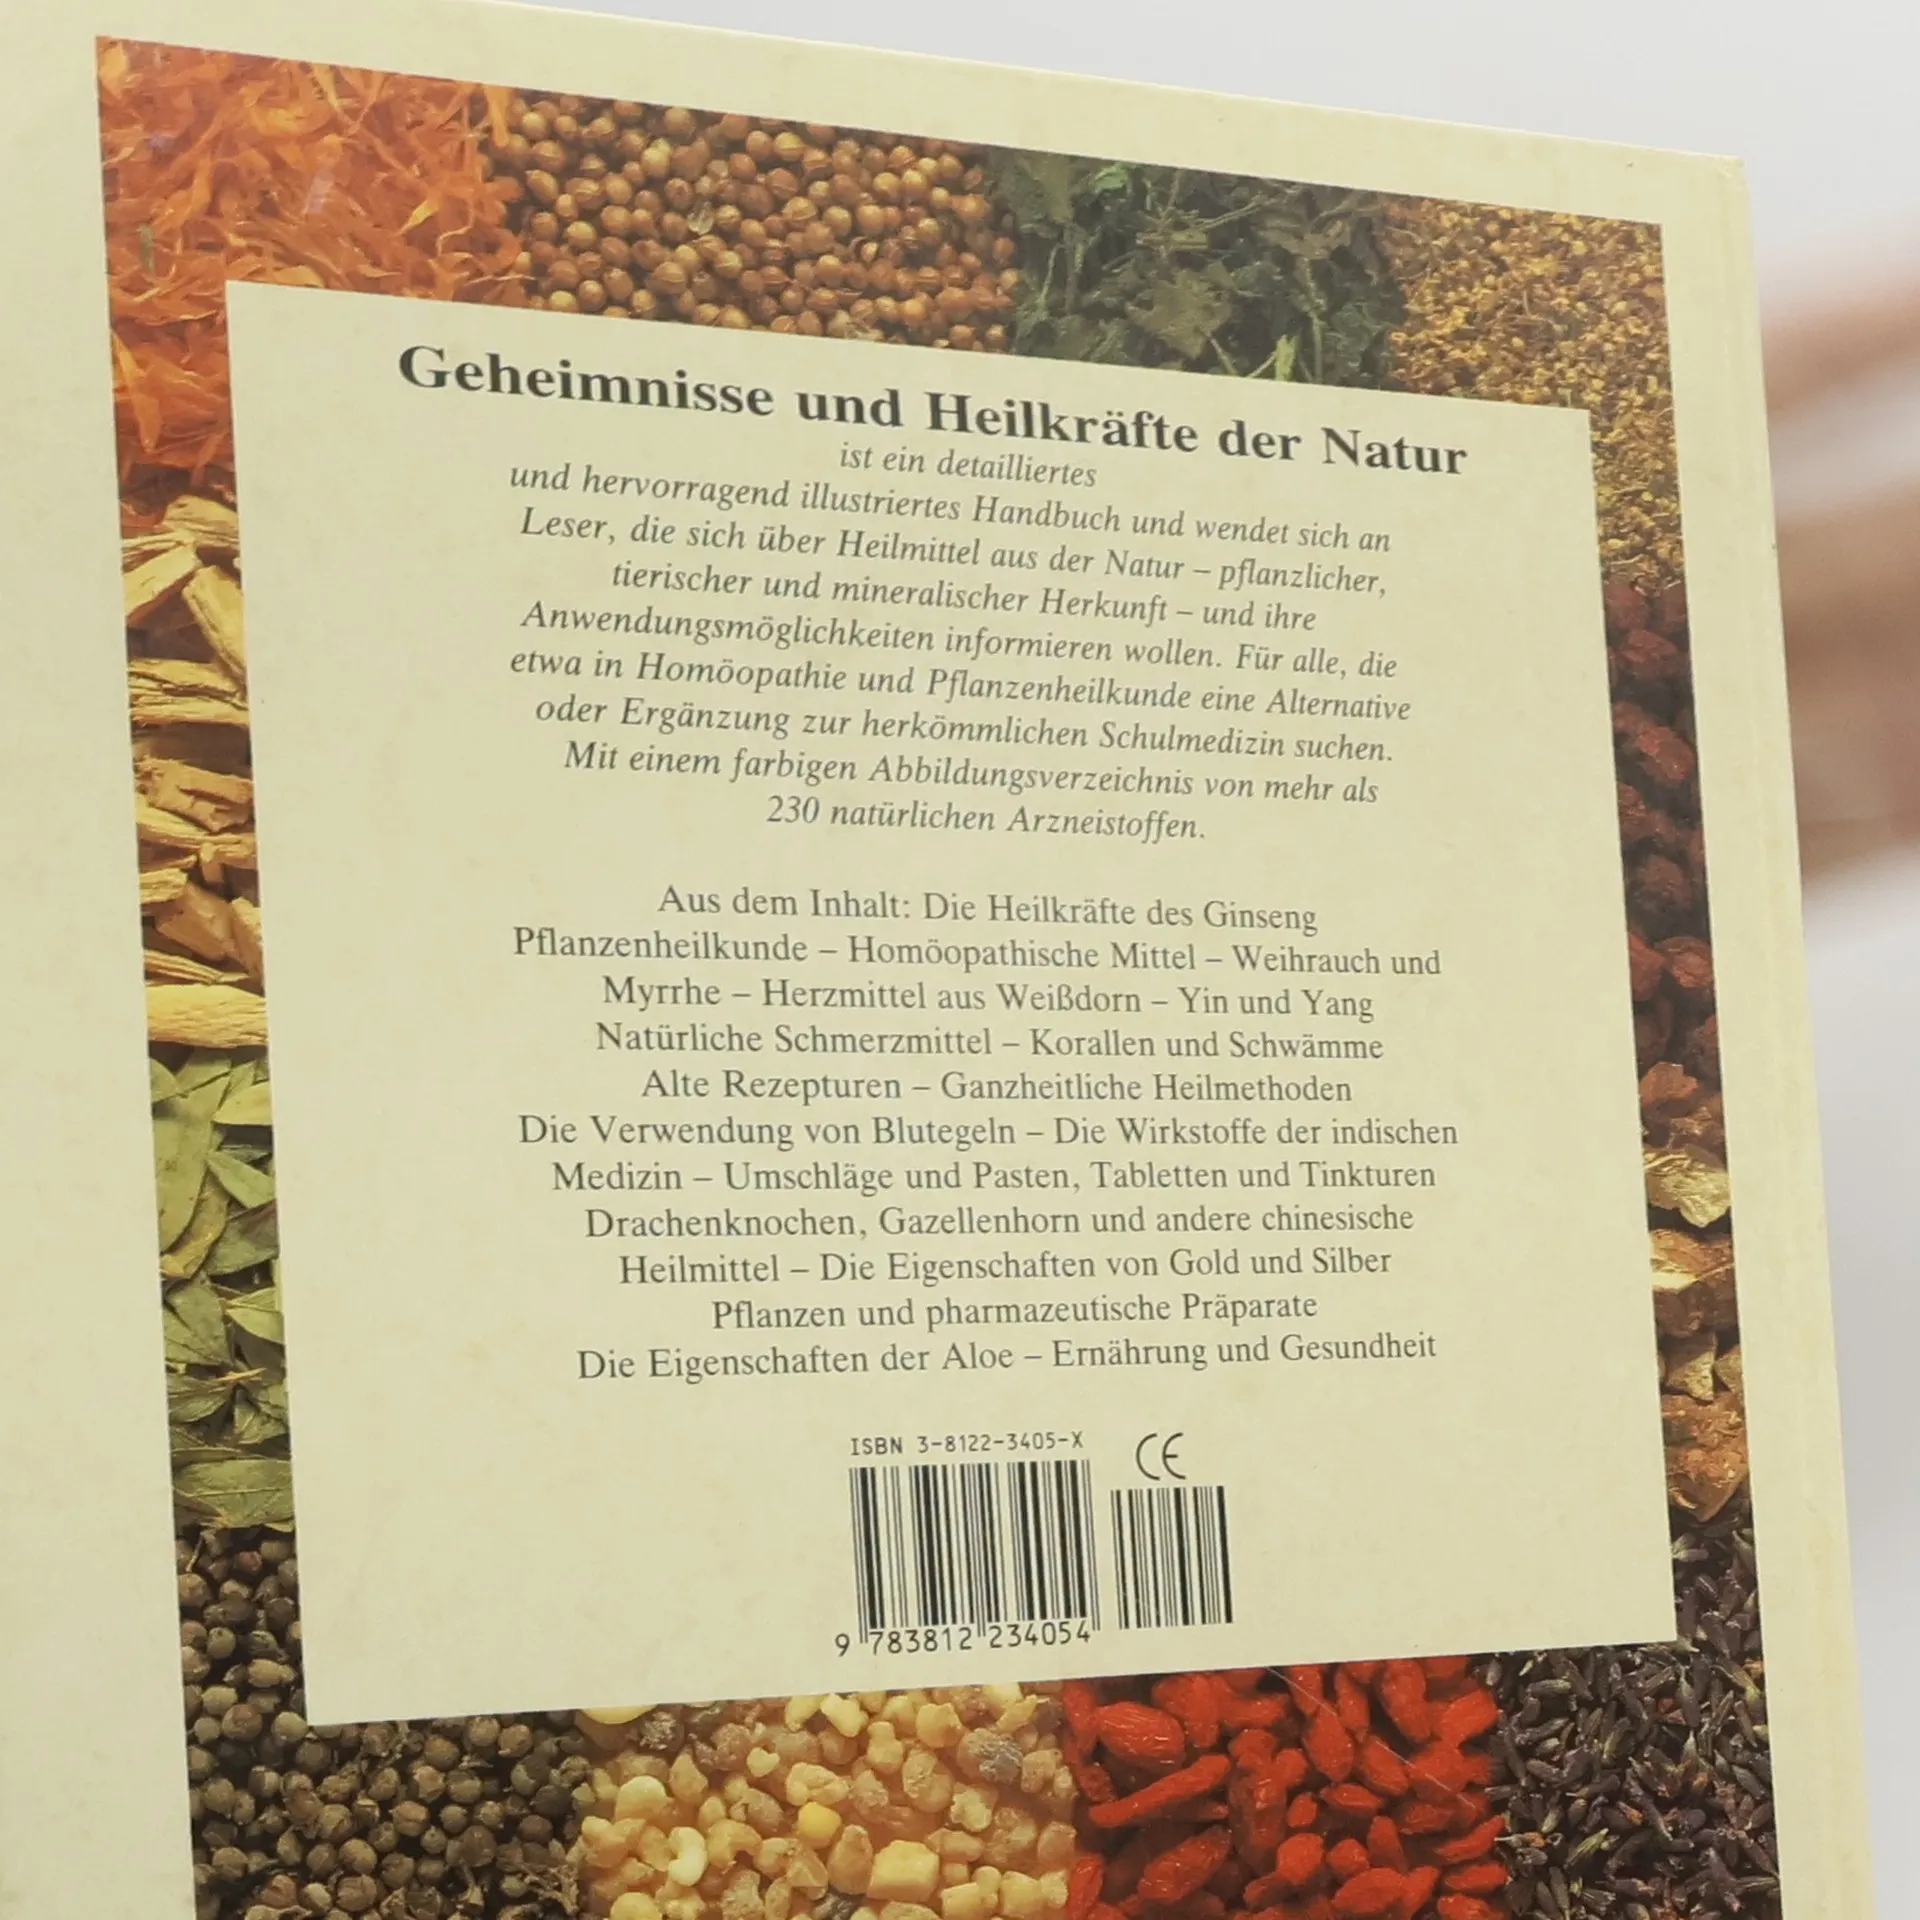 Geheimnisse und Heilkräfte der Natur
ist ein detailliertes
und hervorragend illustriertes Handbuch und wendet sich an
Leser, die sich über Heilmittel aus der Natur – pflanzlicher,
tierischer und mineralischer Herkunft – und ihre
Anwendungsmöglichkeiten informieren wollen. Für alle, die
etwa in Homöopathie und Pflanzenheilkunde eine Alternative
oder Ergänzung zur herkömmlichen Schulmedizin suchen.
Mit einem farbigen Abbildungsverzeichnis von mehr als
230 natürlichen Arzneistoffen.
Aus dem Inhalt: Die Heilkräfte des Ginseng
Pflanzenheilkunde – Homöopathische Mittel – Weihrauch und
Myrrhe – Herzmittel aus Weißdorn – Yin und Yang
Natürliche Schmerzmittel – Korallen und Schwämme
Alte Rezepturen – Ganzheitliche Heilmethoden
Die Verwendung von Blutegeln – Die Wirkstoffe der indischen
Medizin – Umschläge und Pasten, Tabletten und Tinkturen
Drachenknochen, Gazellenhorn und andere chinesische
Heilmittel – Die Eigenschaften von Gold und Silber
Pflanzen und pharmazeutische Präparate
Die Eigenschaften der Aloe – Ernährung und Gesundheit
ISBN 3-8122-3405-X
CE
9 783812 234054